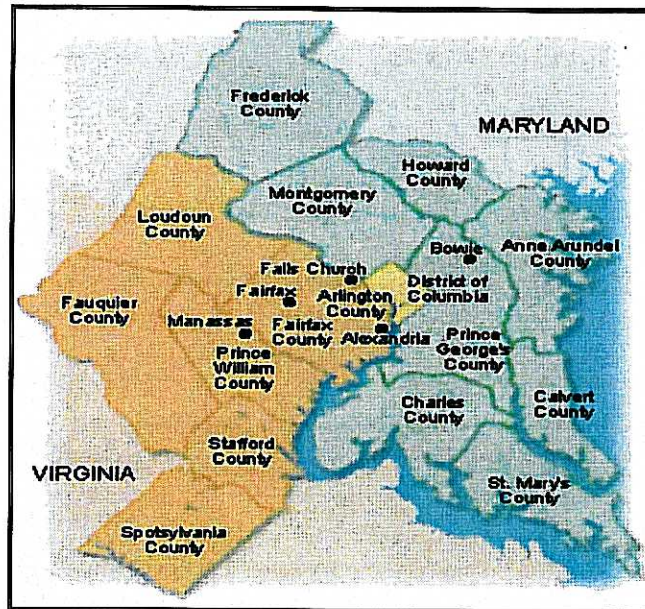 Frederick
County
MARYLAND
Howard
County
Montgomery
County
Loudoun
County
Bowie
Anne Arundel
County
Falls Church
District of
Columbia
Fairfax
Arlington
County
Fauquier
County
Manassas
Fairfax
County
Alexandria
Prince
George's
County
Prince
William
County
Charles
County
Calvert
County
Stafford
County
VIRGINIA
St. Mary's
County
Spotsylvania
County